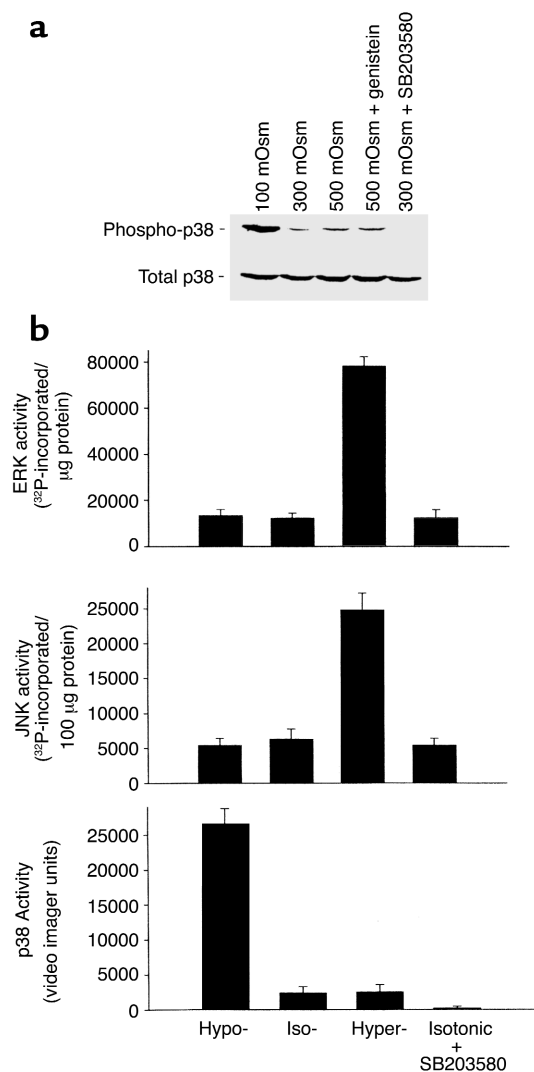 a
100 mOsm
300 mOsm
500 mOsm
500 mOsm + genistein
300 mOsm + SB203580
Phospho-p38 -
Total p38 -
b
ERK activity
(³²P-incorporated/
µg protein)
80000
60000
40000
20000
0
JNK activity
(³²P-incorporated/
100 µg protein)
25000
20000
15000
10000
5000
0
p38 Activity
(video imager units)
25000
20000
15000
10000
5000
0
Hypo-
Iso-
Hyper-
Isotonic
+
SB203580